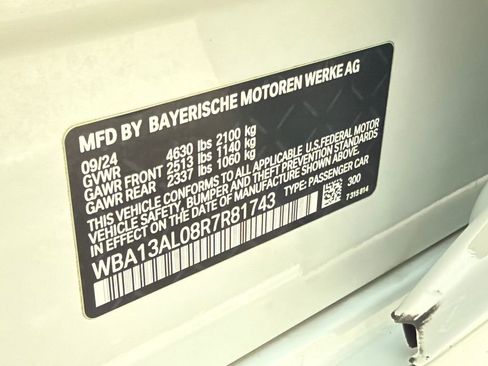 MFD BY BAYERISCHE MOTOREN WERKE AG
09/24
GVWR 4630 lbs 2100 kg
GAWR FRONT 2513 lbs 1140 kg
GAWR REAR 2337 lbs 1060 kg
THIS VEHICLE CONFORMS TO ALL APPLICABLE U.S.FEDERAL MOTOR
VEHICLE SAFETY, BUMPER AND THEFT PREVENTION STANDARDS
IN EFFECT ON THE DATE OF MANUFACTURE SHOWN ABOVE.
WBA13AL08R7R81743 TYPE: PASSENGER CAR
300
7 315 814